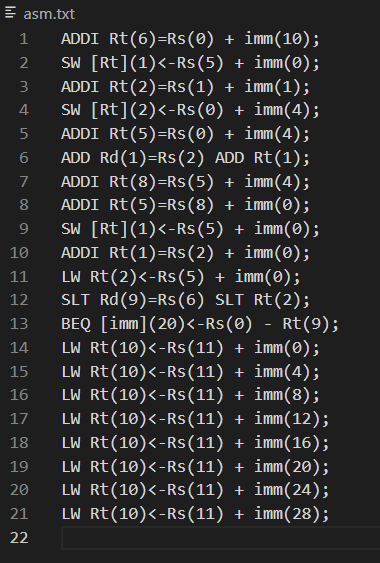 asm.txt
1 ADDI Rt(6)=Rs(0) + imm(10);
2 SW [Rt](1)<-Rs(5) + imm(0);
3 ADDI Rt(2)=Rs(1) + imm(1);
4 SW [Rt](2)<-Rs(0) + imm(4);
5 ADDI Rt(5)=Rs(0) + imm(4);
6 ADD Rd(1)=Rs(2) ADD Rt(1);
7 ADDI Rt(8)=Rs(5) + imm(4);
8 ADDI Rt(5)=Rs(8) + imm(0);
9 SW [Rt](1)<-Rs(5) + imm(0);
10 ADDI Rt(1)=Rs(2) + imm(0);
11 LW Rt(2)<-Rs(5) + imm(0);
12 SLT Rd(9)=Rs(6) SLT Rt(2);
13 BEQ [imm](20)<-Rs(0) - Rt(9);
14 LW Rt(10)<-Rs(11) + imm(0);
15 LW Rt(10)<-Rs(11) + imm(4);
16 LW Rt(10)<-Rs(11) + imm(8);
17 LW Rt(10)<-Rs(11) + imm(12);
18 LW Rt(10)<-Rs(11) + imm(16);
19 LW Rt(10)<-Rs(11) + imm(20);
20 LW Rt(10)<-Rs(11) + imm(24);
21 LW Rt(10)<-Rs(11) + imm(28);
22